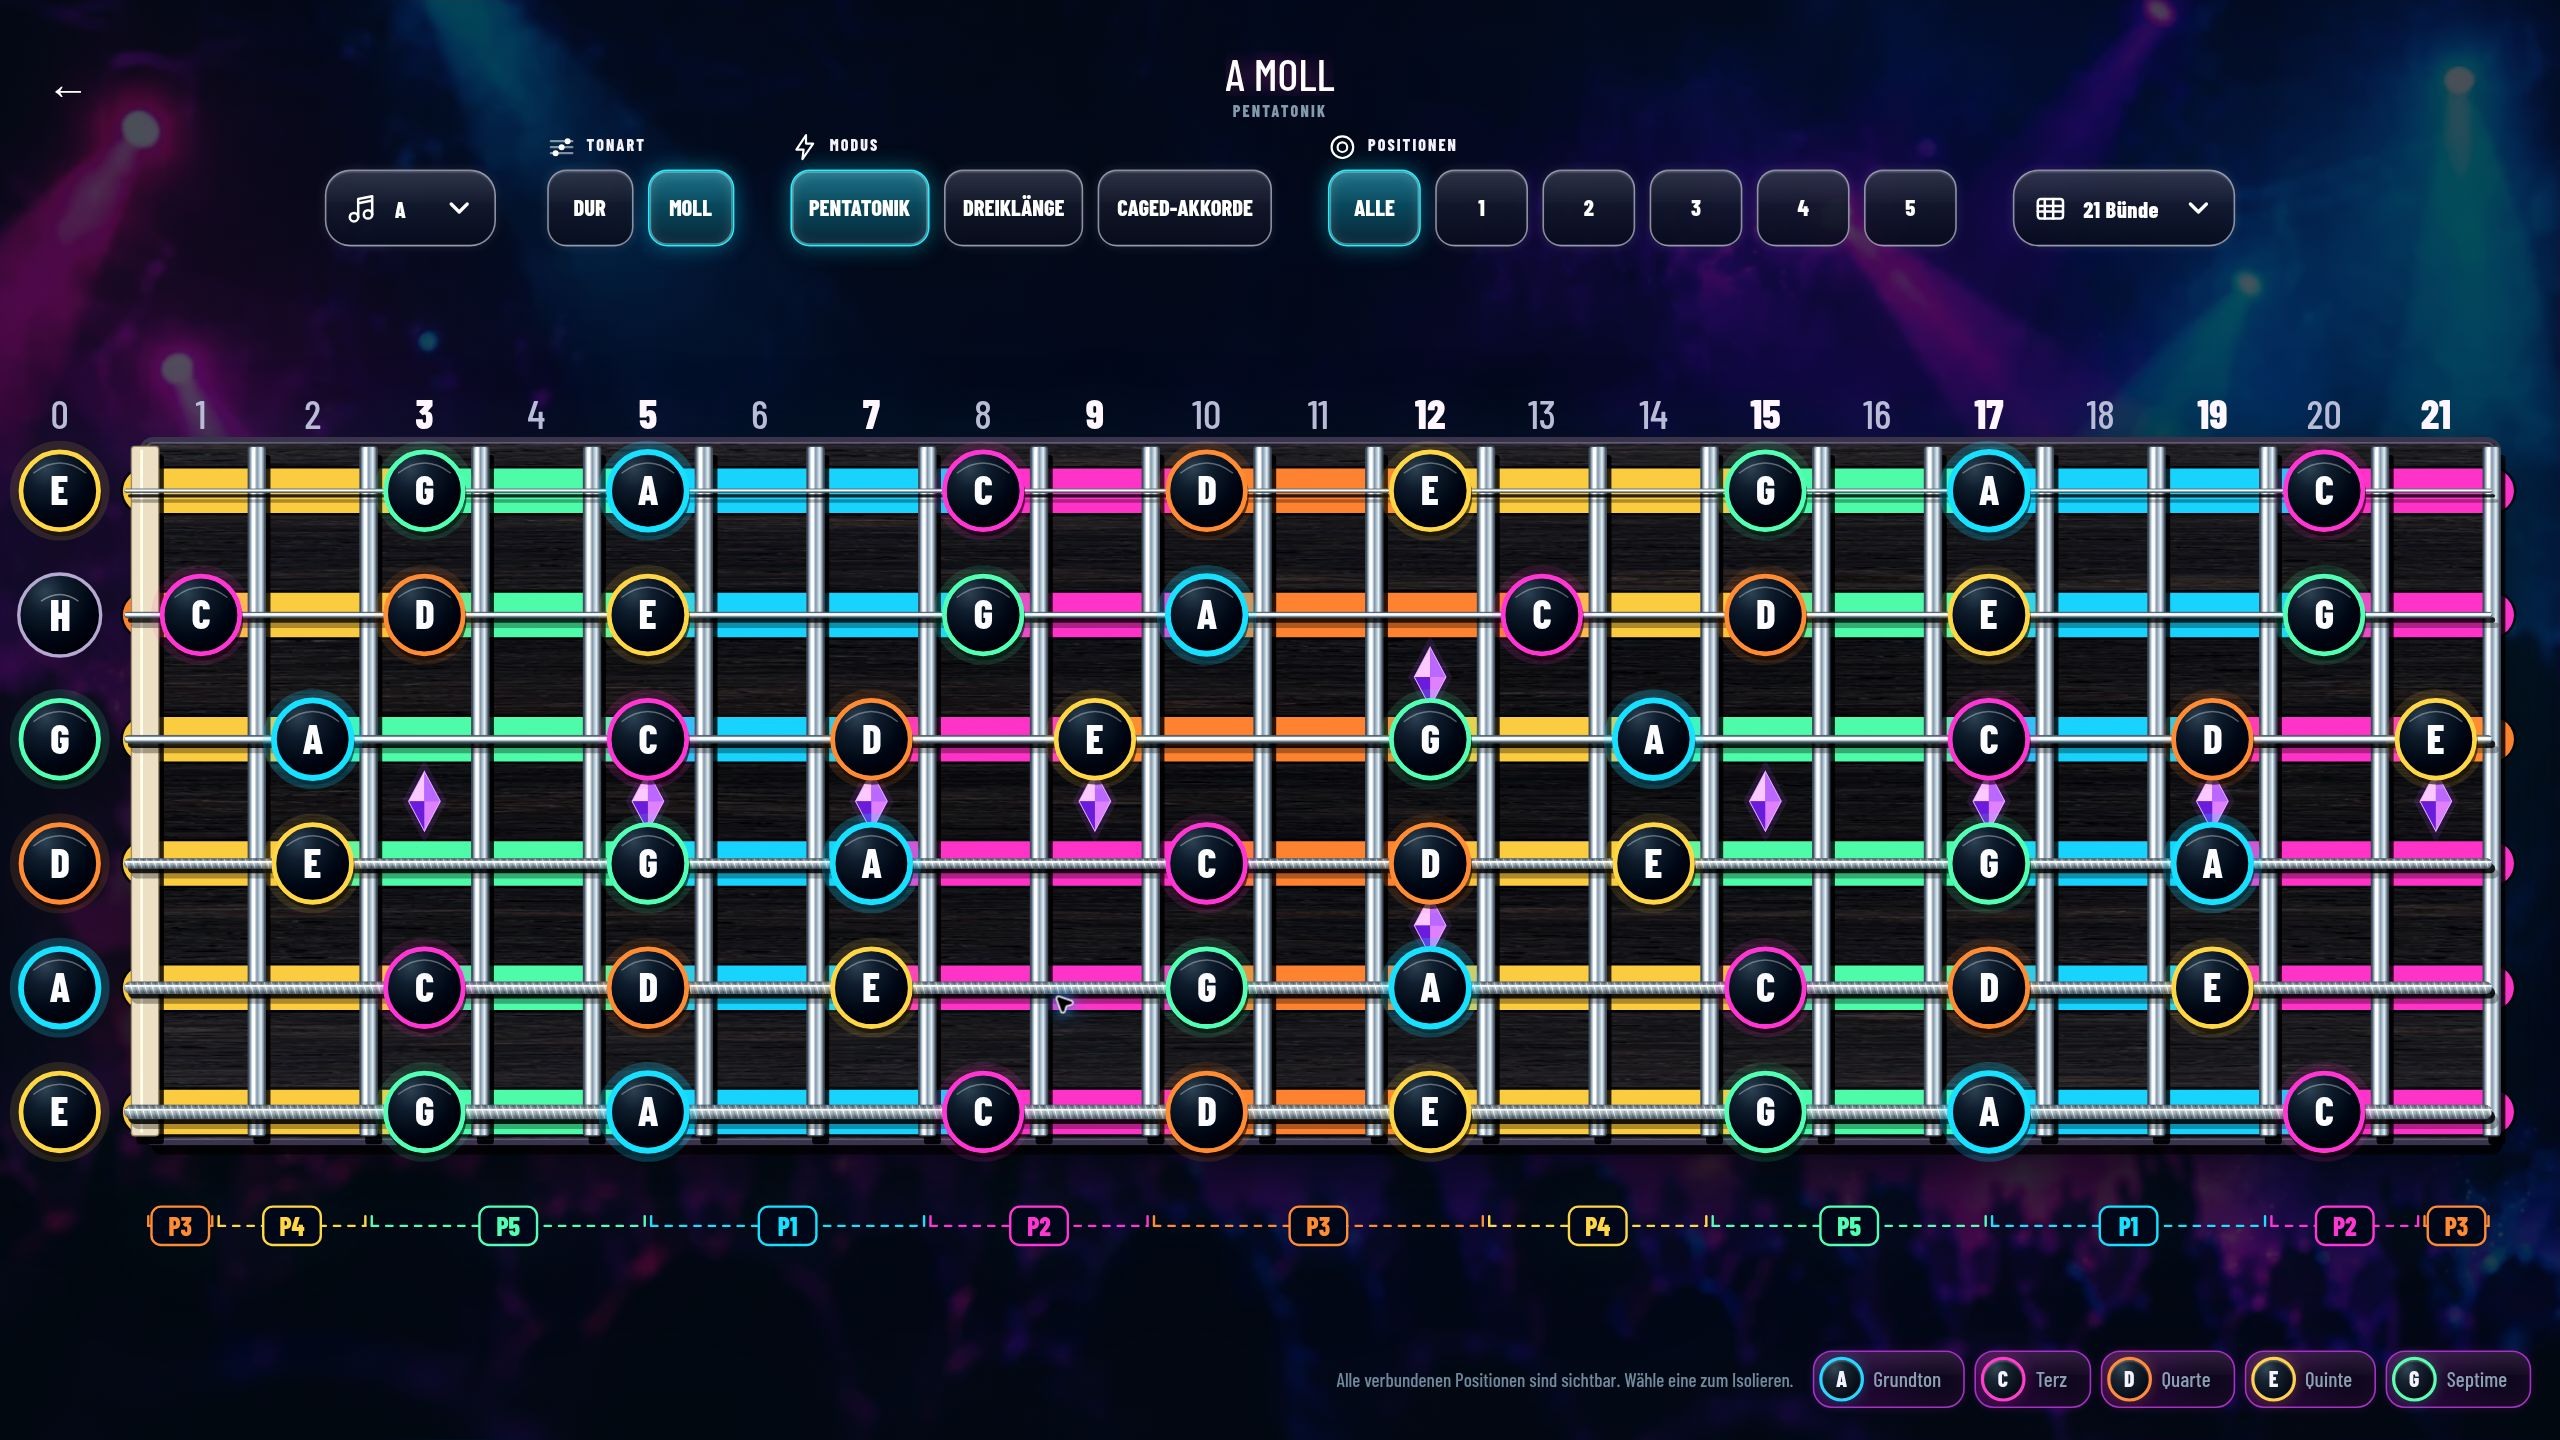 ←
A MOLL
PENTATONIK
TONART MODUS POSITIONEN
A DUR MOLL PENTATONIK DREIKLÄNGE CAGED-AKKORDE ALLE 1 2 3 4 5 21 Bünde
0 1 2 3 4 5 6 7 8 9 10 11 12 13 14 15 16 17 18 19 20 21
E G A C D E G A C
H C D E G A C D E G
G A C D E G A C D E
D E G A C D E G A
A C D E G A C D E
E G A C D E G A C
P3 P4 P5 P1 P2 P3 P4 P5 P1 P2 P3
Alle verbundenen Positionen sind sichtbar. Wähle eine zum Isolieren. A Grundton C Terz D Quarte E Quinte G Septime